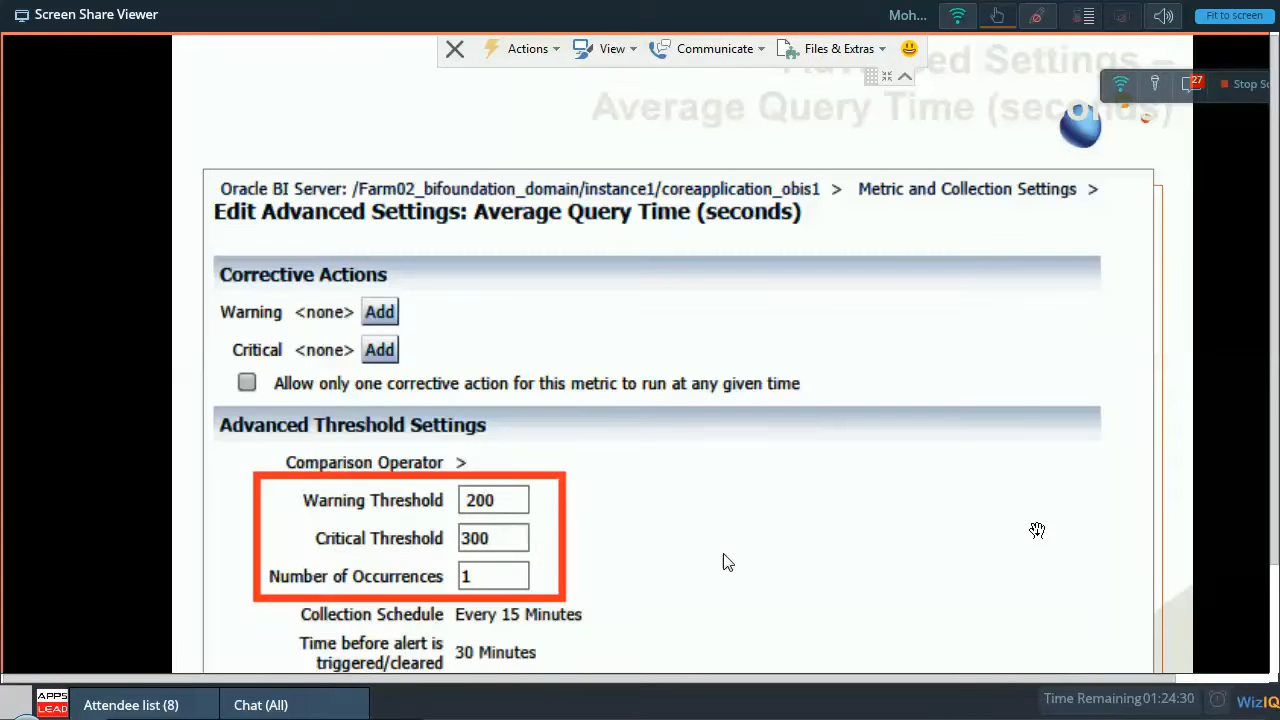 Screen Share Viewer
Moh...
Fit to screen
Actions
View
Communicate
Files & Extras
27
Stop
Settings –
Average Query Time (seconds)
Oracle BI Server: /Farm02_bifoundation_domain/instance1/coreapplication_obis1 > Metric and Collection Settings >
Edit Advanced Settings: Average Query Time (seconds)
Corrective Actions
Warning <none> Add
Critical <none> Add
Allow only one corrective action for this metric to run at any given time
Advanced Threshold Settings
Comparison Operator >
Warning Threshold 200
Critical Threshold 300
Number of Occurrences 1
Collection Schedule Every 15 Minutes
Time before alert is
triggered/cleared 30 Minutes
APPS
LEAD
Attendee list (8)
Chat (All)
Time Remaining 01:24:30
WizIQ